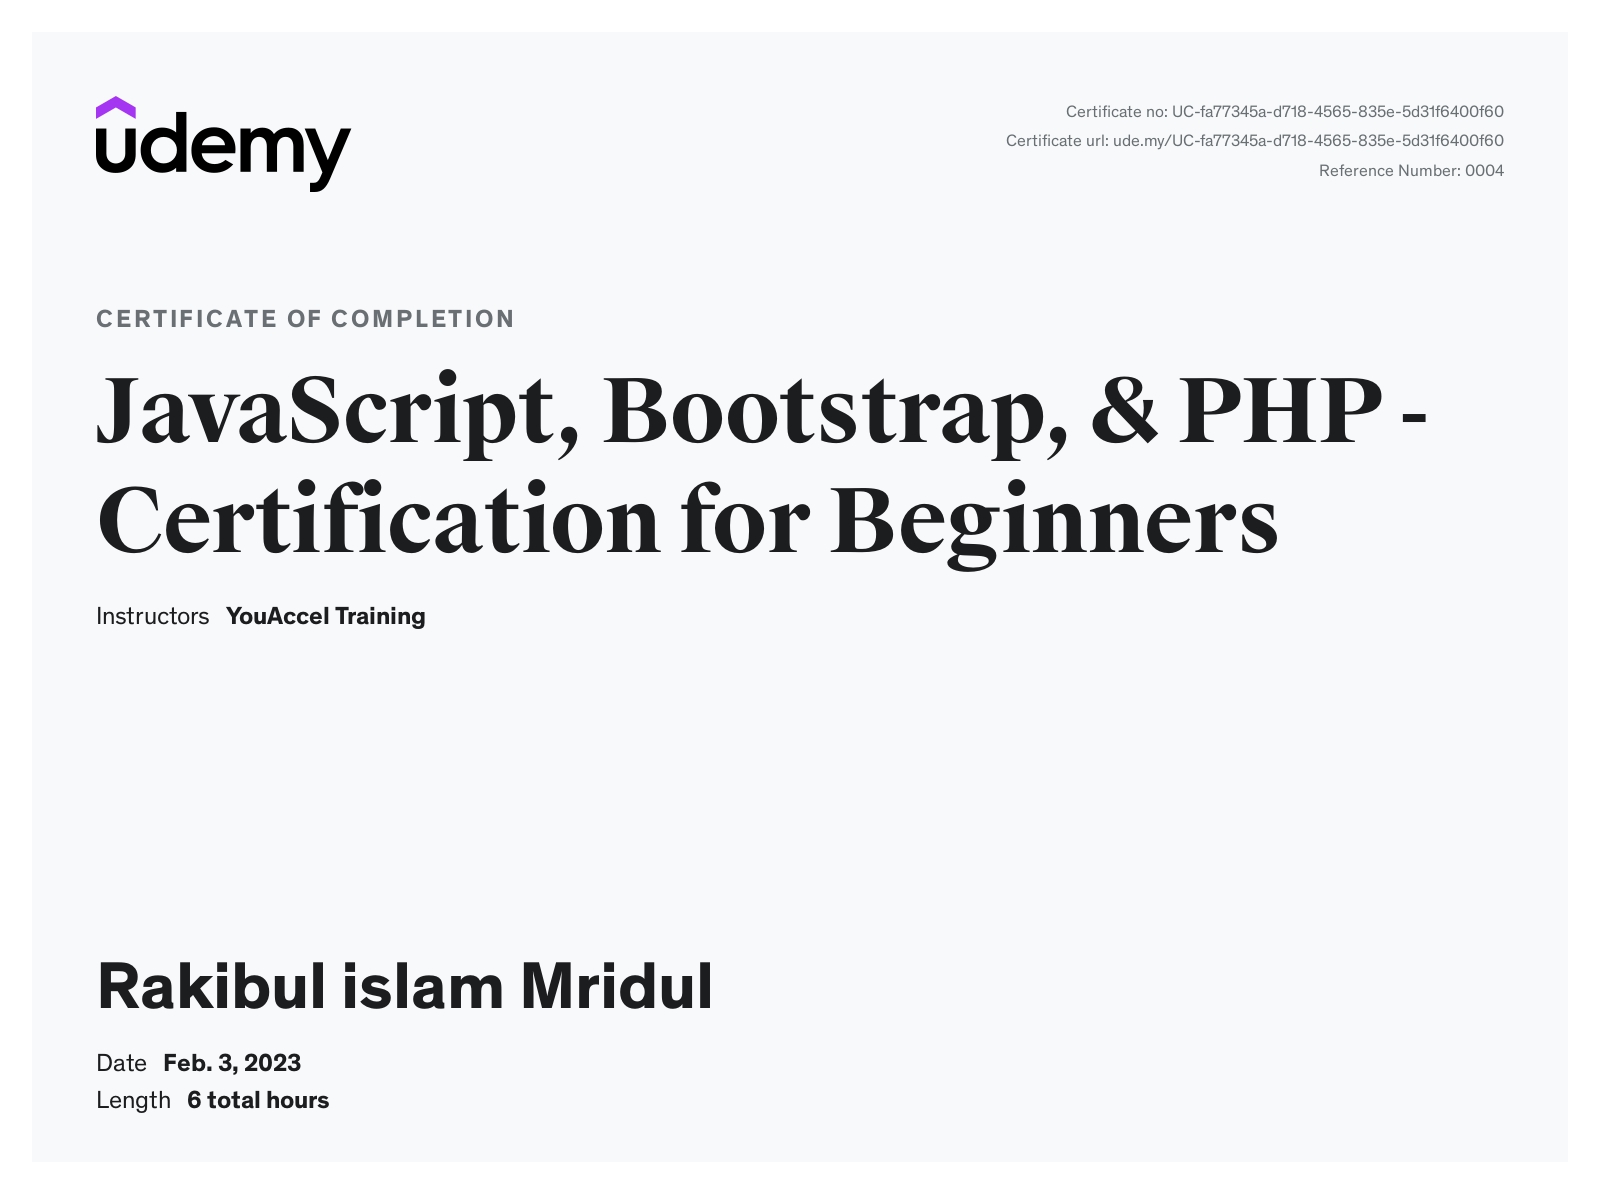 udemy
Certificate no: UC-fa77345a-d718-4565-835e-5d31f6400f60
Certificate url: ude.my/UC-fa77345a-d718-4565-835e-5d31f6400f60
Reference Number: 0004
CERTIFICATE OF COMPLETION
JavaScript, Bootstrap, & PHP -
Certification for Beginners
Instructors YouAccel Training
Rakibul islam Mridul
Date Feb. 3, 2023
Length 6 total hours